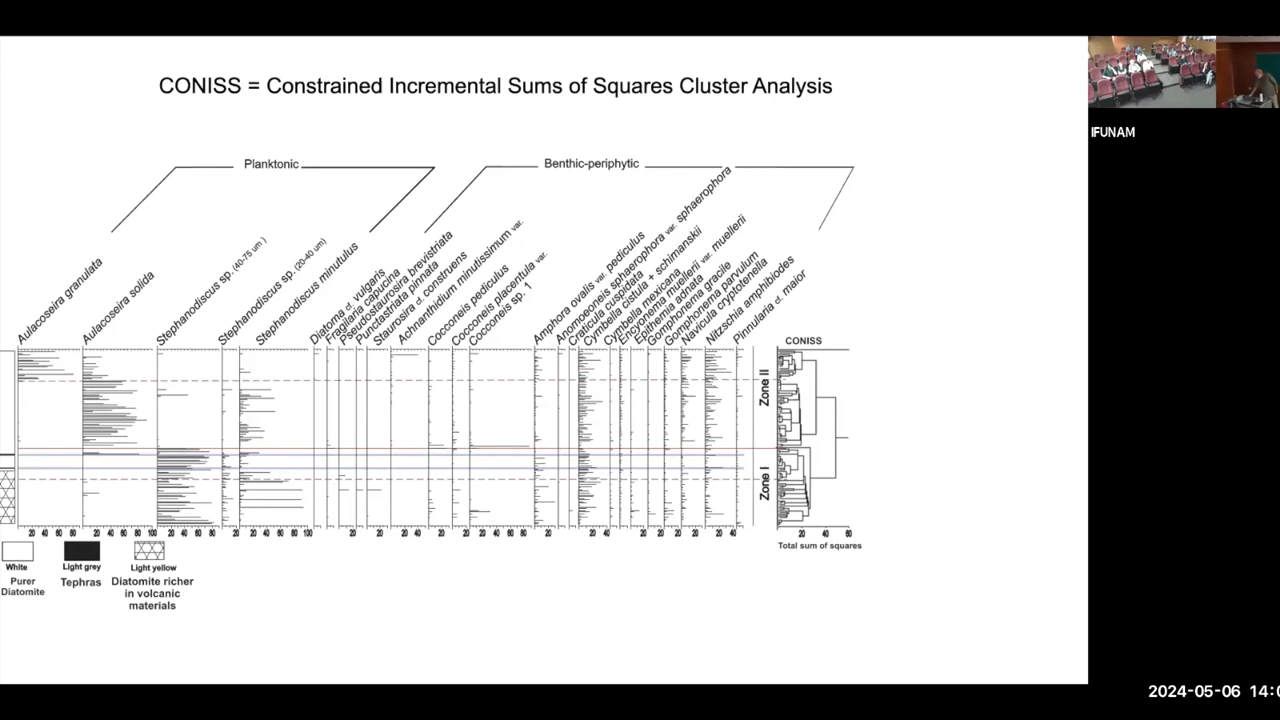 CONISS = Constrained Incremental Sums of Squares Cluster Analysis
IFUNAM
Planktonic
Benthic-periphytic
Aulacoseira granulata
Aulacoseira solida
Stephanodiscus sp. (40-75 um )
Stephanodiscus sp. (20-40 um)
Stephanodiscus minutulus
Diatoma cf. vulgaris
Fragilaria capucina
Pseudostaurosira brevistriata
Punctastriata pinnata
Staurosira cf. construens
Achnanthidium minutissimum var.
Cocconeis pediculus
Cocconeis placentula var.
Cocconeis sp. 1
Amphora ovalis var. pediculus
Anomoeoneis sphaerophora var. sphaerophora
Craticula cuspidata
Cymbella cistula + schimanskii
Cymbella mexicana
Encyonema muellerii var. muellerii
Epithemia adnata
Gomphonema gracile
Gomphonema parvulum
Navicula cryptotenella
Nitzschia amphibiodes
Pinnularia cf. maior
CONISS
Zone II
Zone I
20 40 60 80
20 40 60 80 100
20 40 60 80
20
20 40 60 80 100
20
20
20 40
20
20
20 40 60 80
20
20 40
20
20 40
20 40 60
Total sum of squares
White
Light grey
Light yellow
Purer
Diatomite
Tephras
Diatomite richer
in volcanic
materials
2024-05-06 14:0